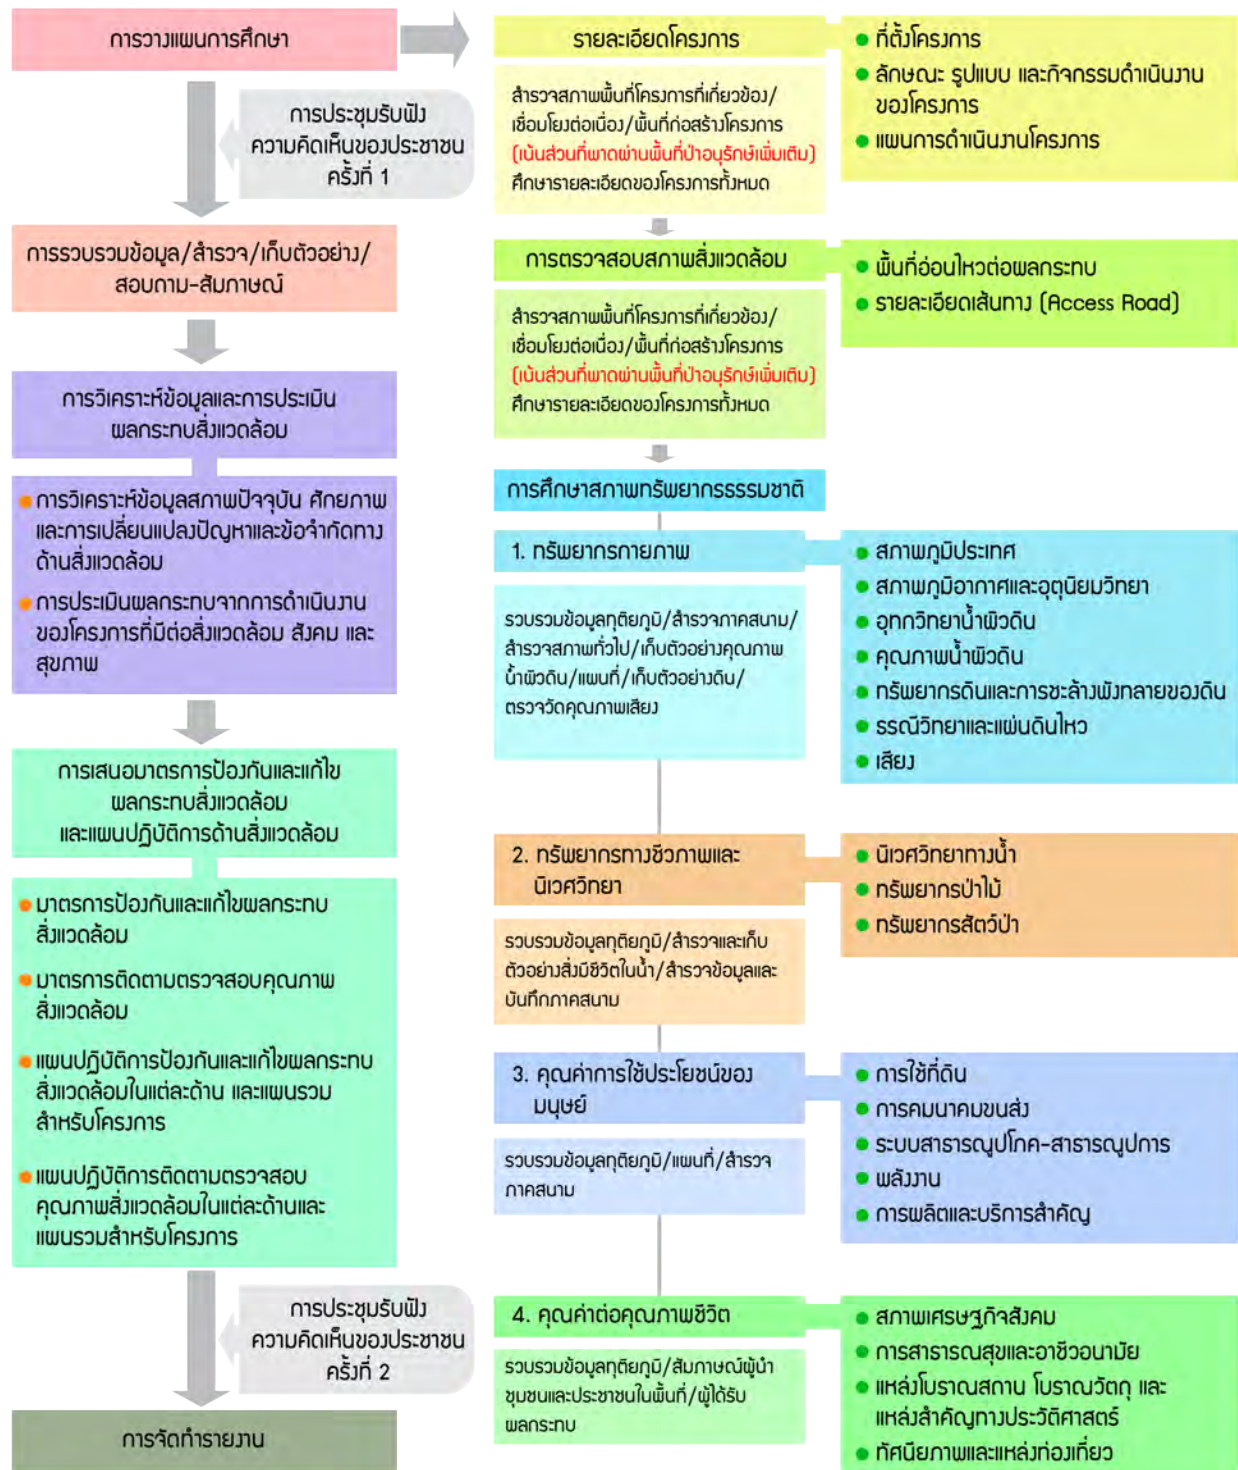 การวางแผนการศึกษา
การประชุมรับฟัง
ความคิดเห็นของประชาชน
ครั้งที่ 1
การรวบรวมข้อมูล/สำรวจ/เก็บตัวอย่าง/
สอบถาม-สัมภาษณ์
การวิเคราะห์ข้อมูลและการประเมิน
ผลกระทบสิ่งแวดล้อม
การวิเคราะห์ข้อมูลสภาพปัจจุบัน ศักยภาพ
และการเปลี่ยนแปลงปัญหาและข้อจำกัดทาง
ด้านสิ่งแวดล้อม
การประเมินผลกระทบจากการดำเนินงาน
ของโครงการที่มีต่อสิ่งแวดล้อม สังคม และ
สุขภาพ
การเสนอมาตรการป้องกันและแก้ไข
ผลกระทบสิ่งแวดล้อม
และแผนปฏิบัติการด้านสิ่งแวดล้อม
มาตรการป้องกันและแก้ไขผลกระทบ
สิ่งแวดล้อม
มาตรการติดตามตรวจสอบคุณภาพ
สิ่งแวดล้อม
แผนปฏิบัติการป้องกันและแก้ไขผลกระทบ
สิ่งแวดล้อมในแต่ละด้าน และแผนรวม
สำหรับโครงการ
แผนปฏิบัติการติดตามตรวจสอบ
คุณภาพสิ่งแวดล้อมในแต่ละด้านและ
แผนรวมสำหรับโครงการ
การประชุมรับฟัง
ความคิดเห็นของประชาชน
ครั้งที่ 2
การจัดทำรายงาน
รายละเอียดโครงการ
สำรวจสภาพพื้นที่โครงการที่เกี่ยวข้อง/
เชื่อมโยงต่อเนื่อง/พื้นที่ก่อสร้างโครงการ
(เน้นส่วนที่พาดผ่านพื้นที่ป่าอนุรักษ์เพิ่มเติม)
ศึกษารายละเอียดของโครงการทั้งหมด
ที่ตั้งโครงการ
ลักษณะ รูปแบบ และกิจกรรมดำเนินงาน
ของโครงการ
แผนการดำเนินงานโครงการ
การตรวจสอบสภาพสิ่งแวดล้อม
สำรวจสภาพพื้นที่โครงการที่เกี่ยวข้อง/
เชื่อมโยงต่อเนื่อง/พื้นที่ก่อสร้างโครงการ
(เน้นส่วนที่พาดผ่านพื้นที่ป่าอนุรักษ์เพิ่มเติม)
ศึกษารายละเอียดของโครงการทั้งหมด
พื้นที่อ่อนไหวต่อผลกระทบ
รายละเอียดเส้นทาง (Access Road)
การศึกษาสภาพทรัพยากรธรรมชาติ
1. ทรัพยากรกายภาพ
รวบรวมข้อมูลทุติยภูมิ/สำรวจภาคสนาม/
สำรวจสภาพทั่วไป/เก็บตัวอย่างคุณภาพ
น้ำผิวดิน/แผนที่/เก็บตัวอย่างดิน/
ตรวจวัดคุณภาพเสียง
สภาพภูมิประเทศ
สภาพภูมิอากาศและอุตุนิยมวิทยา
อุทกวิทยาน้ำผิวดิน
คุณภาพน้ำผิวดิน
ทรัพยากรดินและการชะล้างพังทลายของดิน
ธรณีวิทยาและแผ่นดินไหว
เสียง
2. ทรัพยากรทางชีวภาพและ
นิเวศวิทยา
รวบรวมข้อมูลทุติยภูมิ/สำรวจและเก็บ
ตัวอย่างสิ่งมีชีวิตในน้ำ/สำรวจข้อมูลและ
บันทึกภาคสนาม
นิเวศวิทยาทางน้ำ
ทรัพยากรป่าไม้
ทรัพยากรสัตว์ป่า
3. คุณค่าการใช้ประโยชน์ของ
มนุษย์
รวบรวมข้อมูลทุติยภูมิ/แผนที่/สำรวจ
ภาคสนาม
การใช้ที่ดิน
การคมนาคมขนส่ง
ระบบสาธารณูปโภค-สาธารณูปการ
พลังงาน
การผลิตและบริการสำคัญ
4. คุณค่าต่อคุณภาพชีวิต
รวบรวมข้อมูลทุติยภูมิ/สัมภาษณ์ผู้นำ
ชุมชนและประชาชนในพื้นที่/ผู้ได้รับ
ผลกระทบ
สภาพเศรษฐกิจสังคม
การสาธารณสุขและอาชีวอนามัย
แหล่งโบราณสถาน โบราณวัตถุ และ
แหล่งสำคัญทางประวัติศาสตร์
ทัศนียภาพและแหล่งท่องเที่ยว